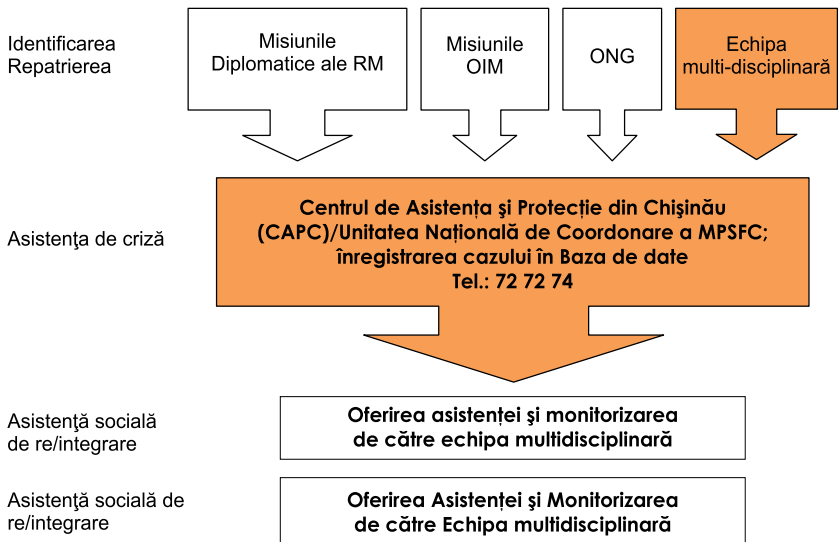 Identificarea
Repatrierea
Misiunile
Diplomatice ale RM
Misiunile
OIM
ONG
Echipa
multi-disciplinară
Asistenţa de criză
Centrul de Asistenţa şi Protecţie din Chişinău
(CAPC)/Unitatea Naţională de Coordonare a MPSFC;
înregistrarea cazului în Baza de date
Tel.: 72 72 74
Asistenţă socială
de re/integrare
Oferirea asistenţei şi monitorizarea
de către echipa multidisciplinară
Asistenţă socială de
re/integrare
Oferirea Asistenţei şi Monitorizarea
de către Echipa multidisciplinară